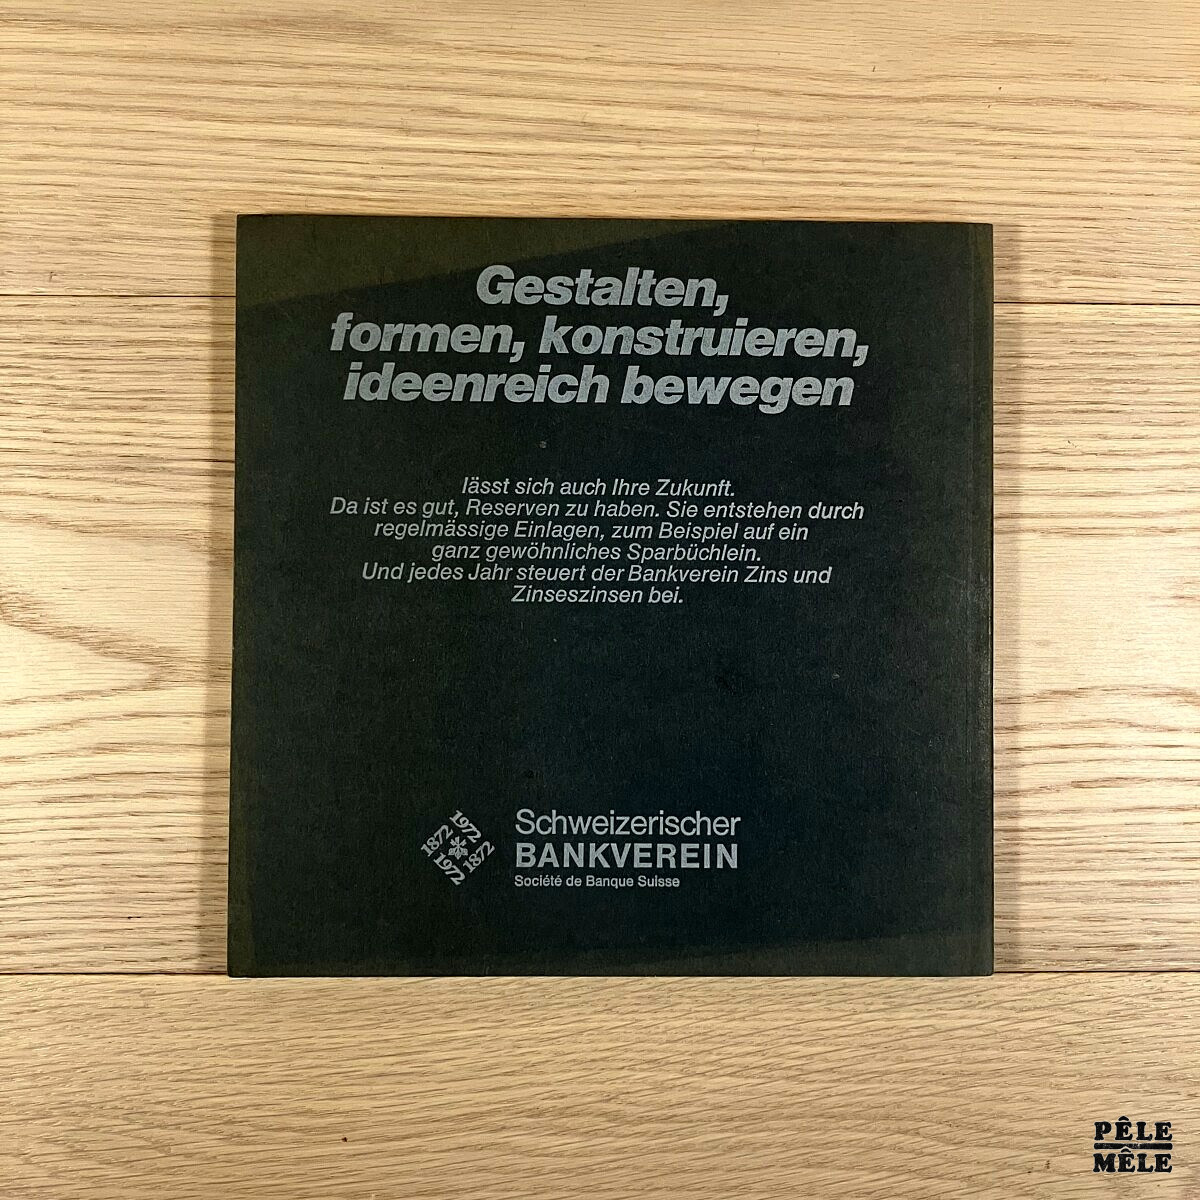 Gestalten,
formen, konstruieren,
ideenreich bewegen
lässt sich auch Ihre Zukunft.
Da ist es gut, Reserven zu haben. Sie entstehen durch
regelmässige Einlagen, zum Beispiel auf ein
ganz gewöhnliches Sparbüchlein.
Und jedes Jahr steuert der Bankverein Zins und
Zinseszinsen bei.
1872
1972
1872
1972
Schweizerischer
BANKVEREIN
Société de Banque Suisse
PÊLE
MÊLE